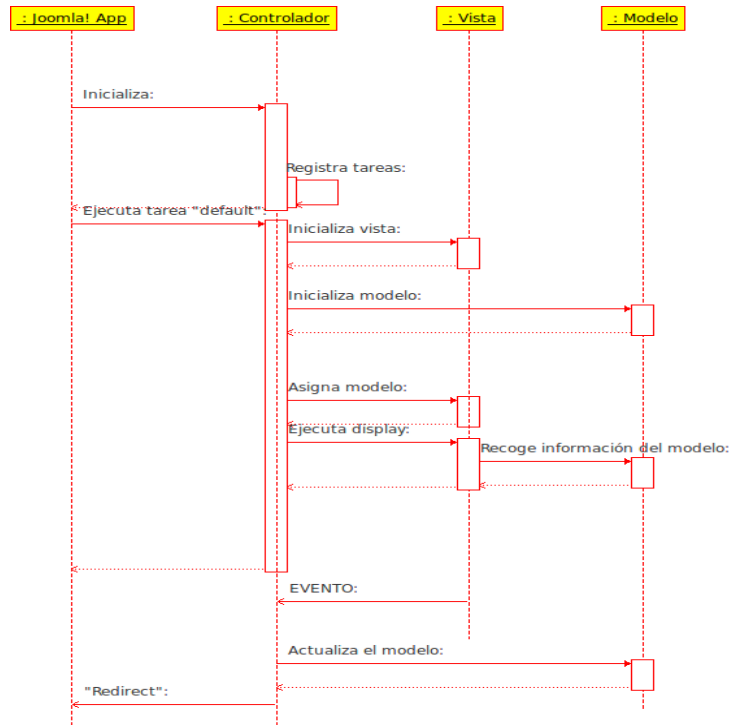 : Joomla! App
: Controlador
: Vista
: Modelo
Inicializa:
Registra tareas:
Ejecuta tarea "default":
Inicializa vista:
Inicializa modelo:
Asigna modelo:
Ejecuta display:
Recoge información del modelo:
EVENTO:
Actualiza el modelo:
"Redirect":